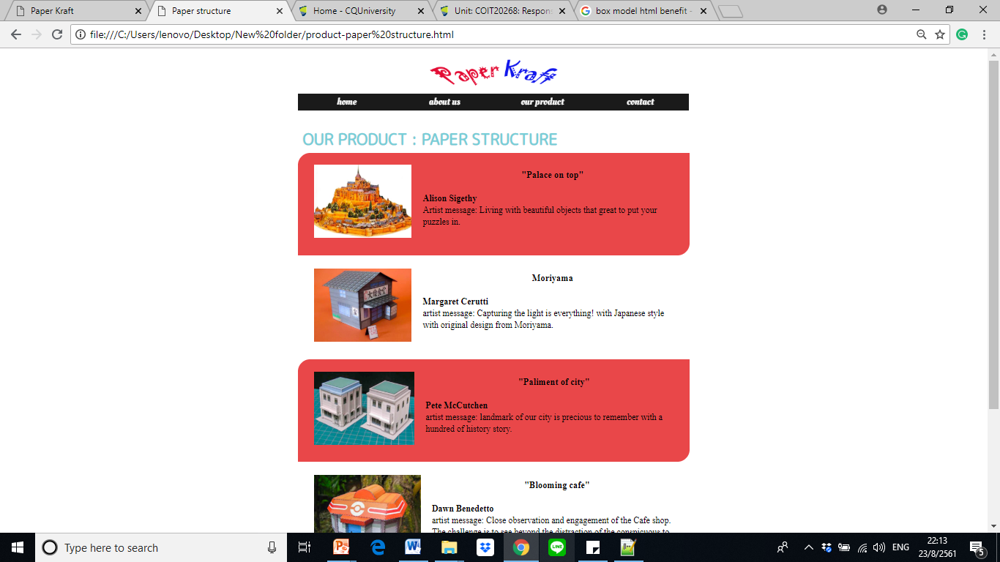 Paper Kraft
Paper structure
Home - CQUniversity
Unit: COIT20268: Respons
box model html benefit -
file:///C:/Users/lenovo/Desktop/New%20folder/product-paper%20structure.html
Paper Kraft
home about us our product contact
OUR PRODUCT : PAPER STRUCTURE
"Palace on top"
Alison Sigethy
Artist message: Living with beautiful objects that great to put your
puzzles in.
Moriyama
Margaret Cerutti
artist message: Capturing the light is everything! with Japanese style
with original design from Moriyama.
"Paliment of city"
Pete McCutchen
artist message: landmark of our city is precious to remember with a
hundred of history story.
"Blooming cafe"
Dawn Benedetto
artist message: Close observation and engagement of the Cafe shop.
The challenge is to see beyond the distraction of the conspicuous to
Type here to search
ENG
22:13
23/8/2561
5